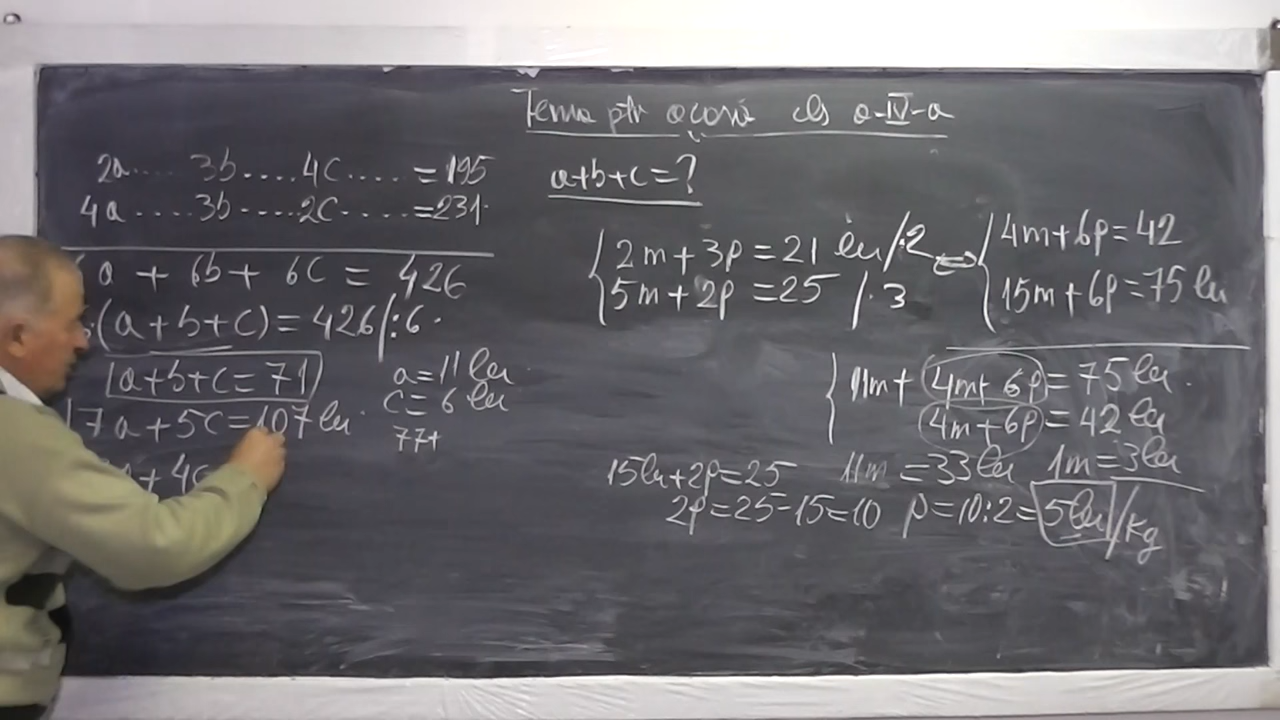 Tema ptr acasă cls a-IV-a
2a.... 3b....4c.... =195
4a....3b....2c.... =231.
a + 6b + 6c = 426
(a+b+c) = 426/:6.
a+b+c=71
7a+5c=107 lei
+ 4c
a=11 lei
c=6 lei
77+
a+b+c=?
2m+3p=21 lei/·2
5m+2p=25 /·3
4m+6p=42
15m+6p=75 lei
11m+ 4m+6p=75 lei.
4m+6p=42 lei
11m =33 lei 1m=3 lei
15 lei+2p=25
2p=25-15=10 p=10:2=5 lei/kg